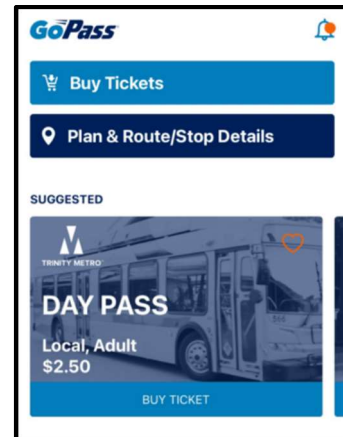 GoPass
Buy Tickets
Plan & Route/Stop Details
SUGGESTED
TRINITY METRO
DAY PASS
Local, Adult
$2.50
BUY TICKET